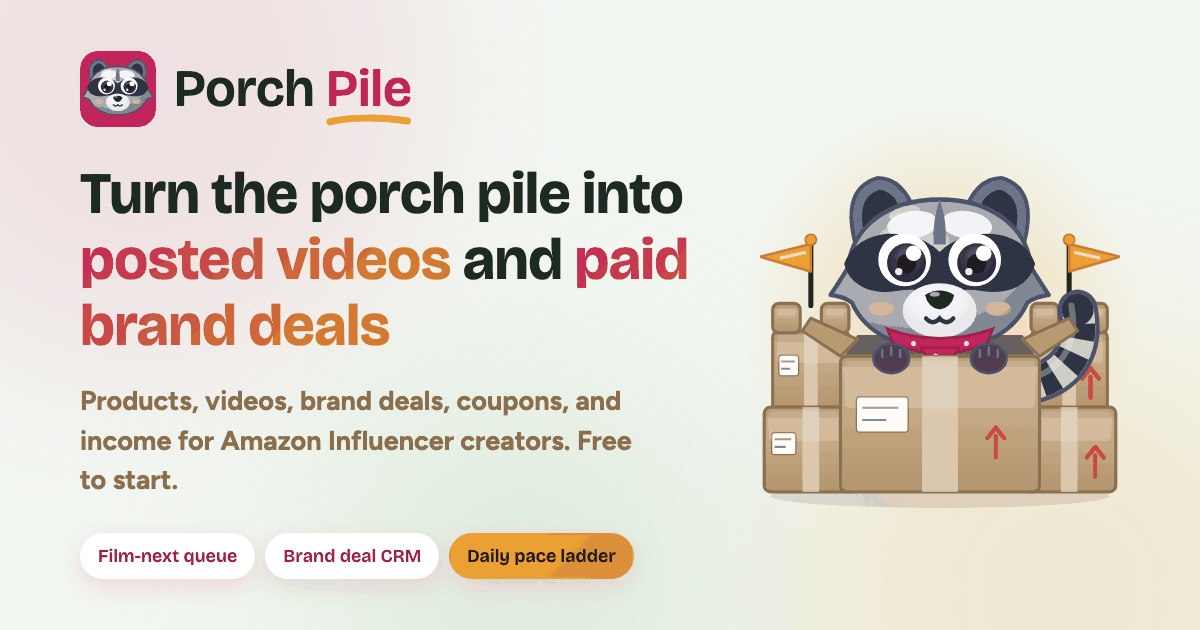 Porch Pile
Turn the porch pile into
posted videos and paid
brand deals
Products, videos, brand deals, coupons, and
income for Amazon Influencer creators. Free
to start.
Film-next queue
Brand deal CRM
Daily pace ladder